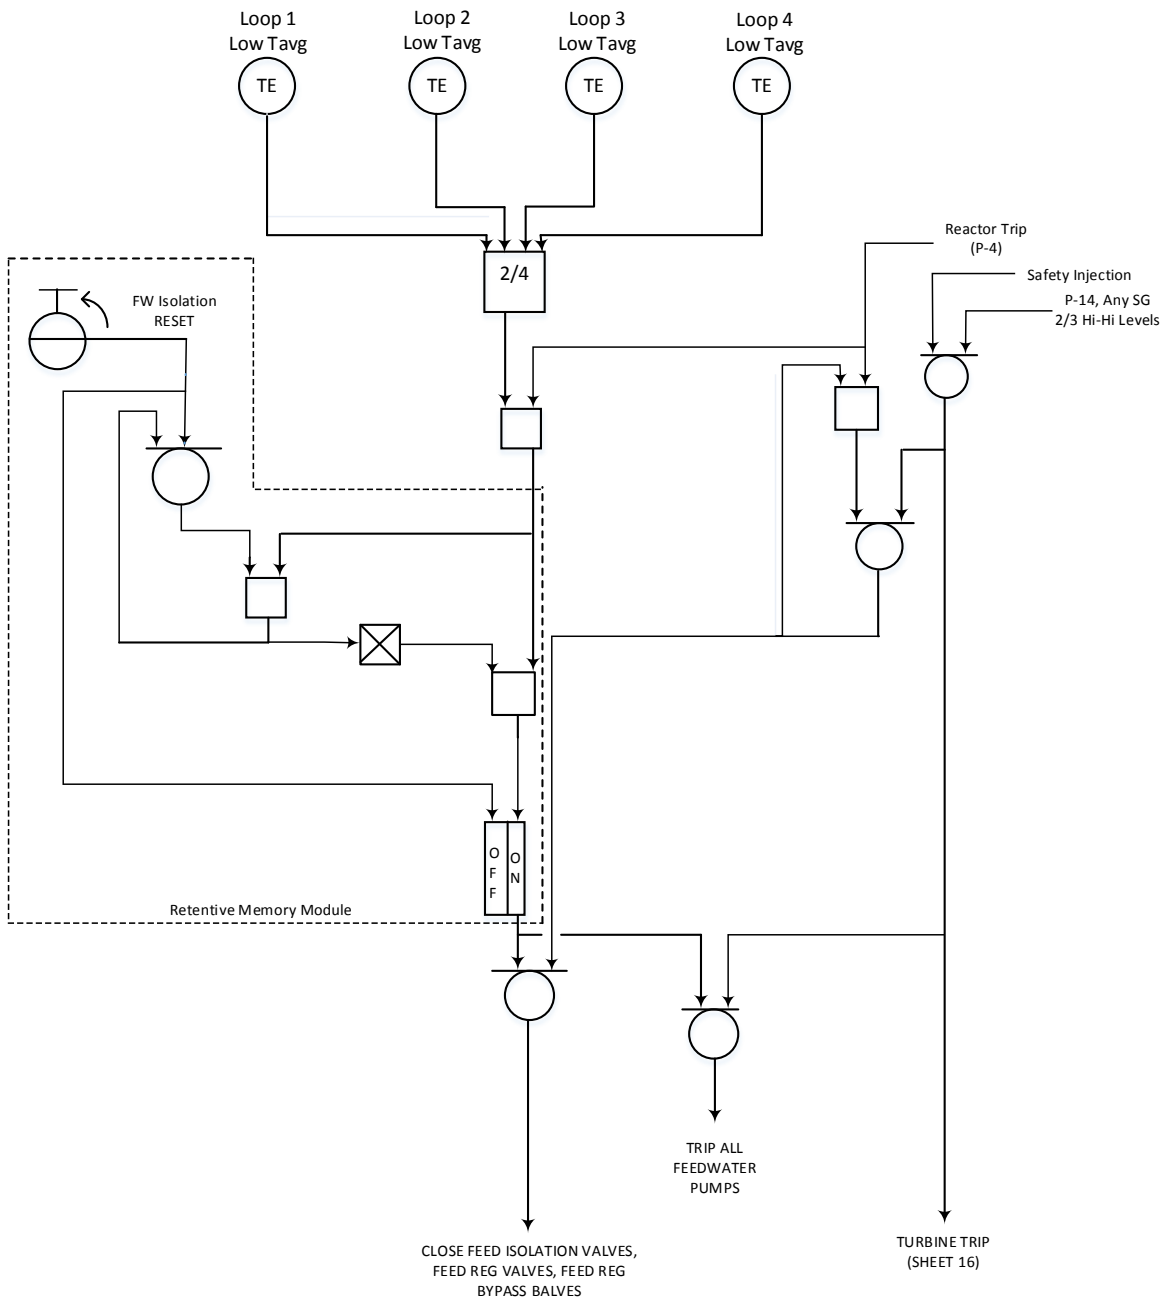 Loop 1
Low Tavg
Loop 2
Low Tavg
Loop 3
Low Tavg
Loop 4
Low Tavg
TE
TE
TE
TE
Reactor Trip
(P-4)
2/4
Safety Injection
P-14, Any SG
2/3 Hi-Hi Levels
FW Isolation
RESET
O
F
F
O
N
Retentive Memory Module
TRIP ALL
FEEDWATER
PUMPS
CLOSE FEED ISOLATION VALVES,
FEED REG VALVES, FEED REG
BYPASS BALVES
TURBINE TRIP
(SHEET 16)